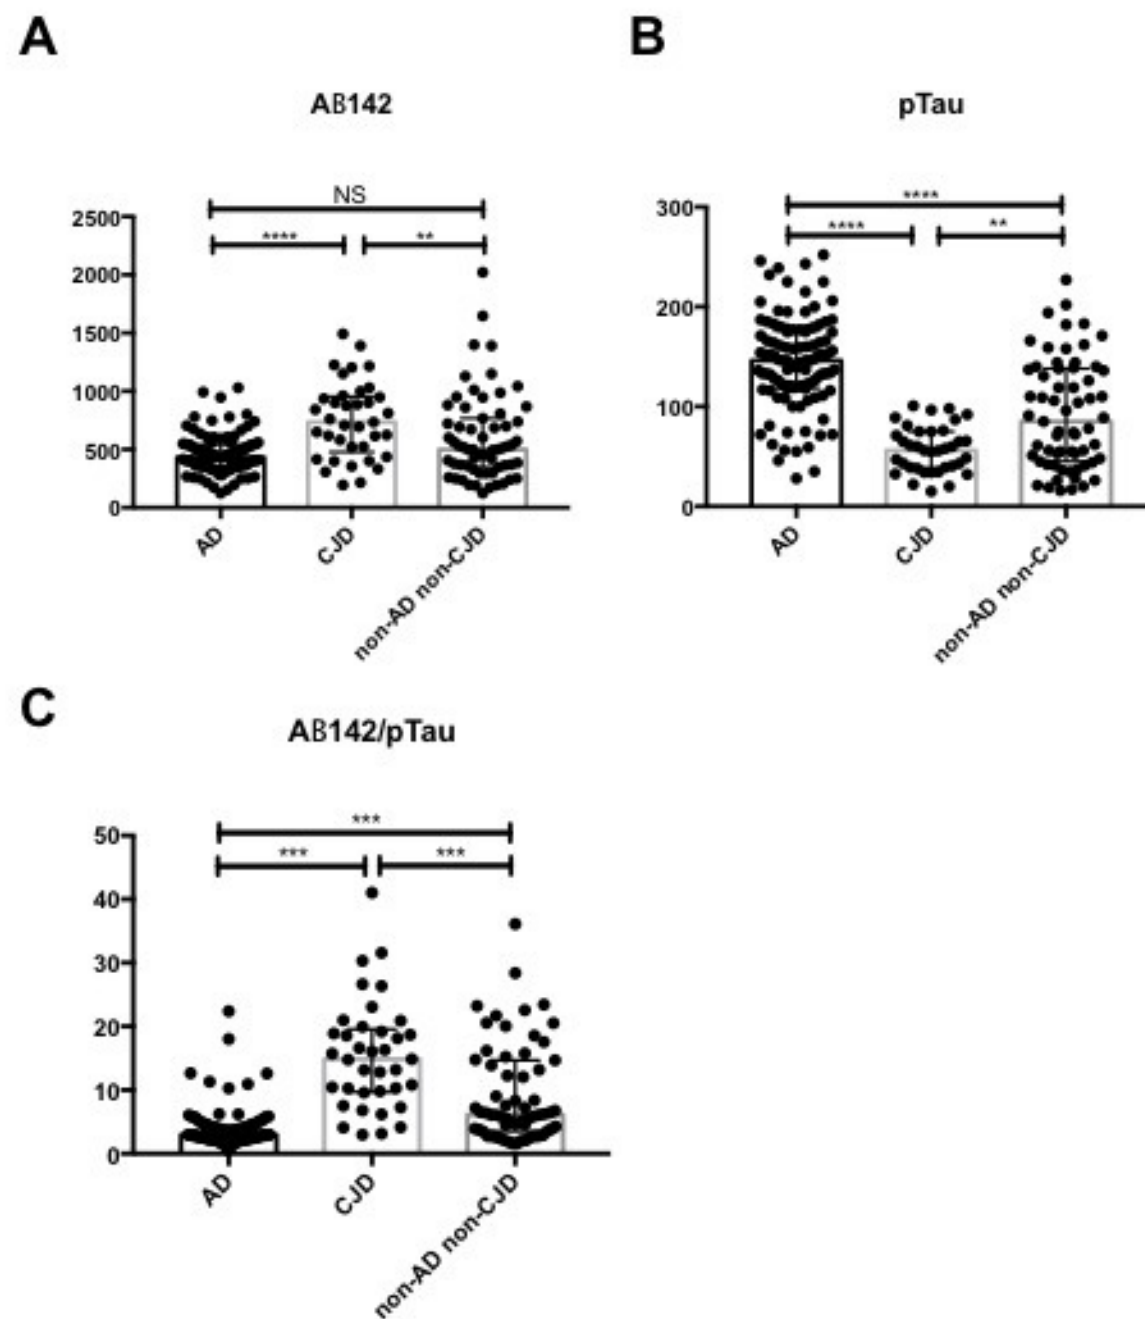 A
B
AB142
pTau
NS
****
**
2500
2000
1500
1000
500
0
AD
CJD
non-AD non-CJD
****
****
**
300
200
100
0
AD
CJD
non-AD non-CJD
C
AB142/pTau
***
***
***
50
40
30
20
10
0
AD
CJD
non-AD non-CJD